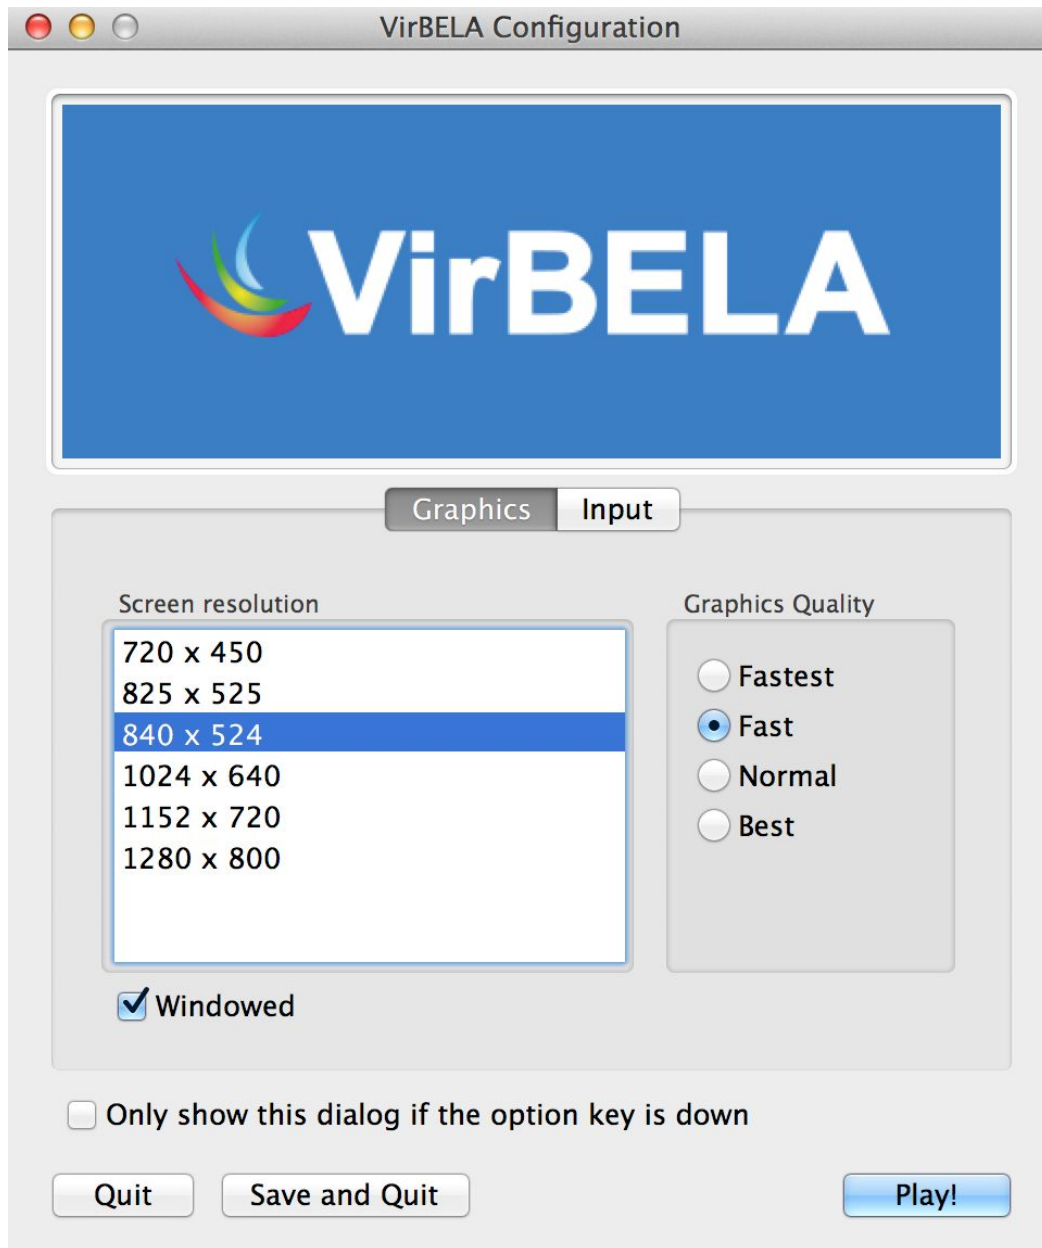 VirBELA Configuration
VirBELA
Graphics Input
Screen resolution
720 x 450
825 x 525
840 x 524
1024 x 640
1152 x 720
1280 x 800
Windowed
Graphics Quality
Fastest
Fast
Normal
Best
Only show this dialog if the option key is down
Quit Save and Quit Play!